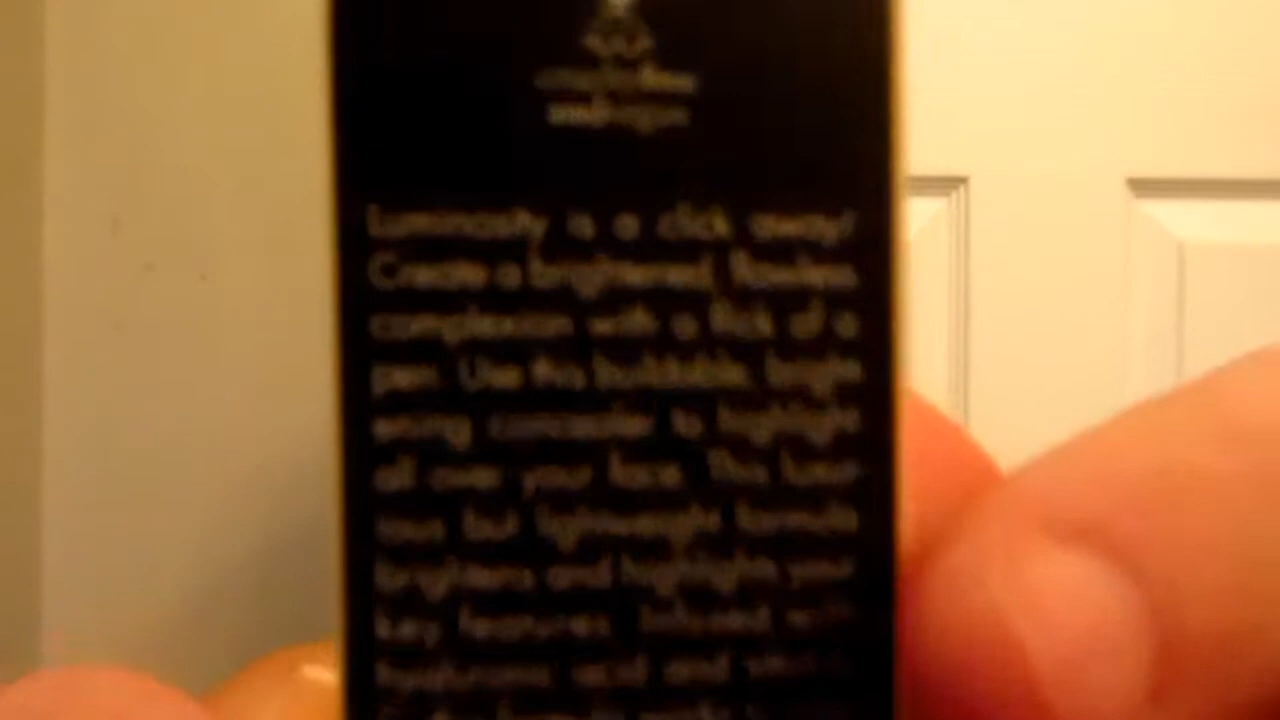 Luminosity is a click away!
Create a brightened, flawless
complexion with a flick of a
pen. Use this buildable, bright-
ening concealer to highlight
all over your face. This luxu-
rious but lightweight formula
brightens and highlights your
key features. Infused with
hyaluronic acid and